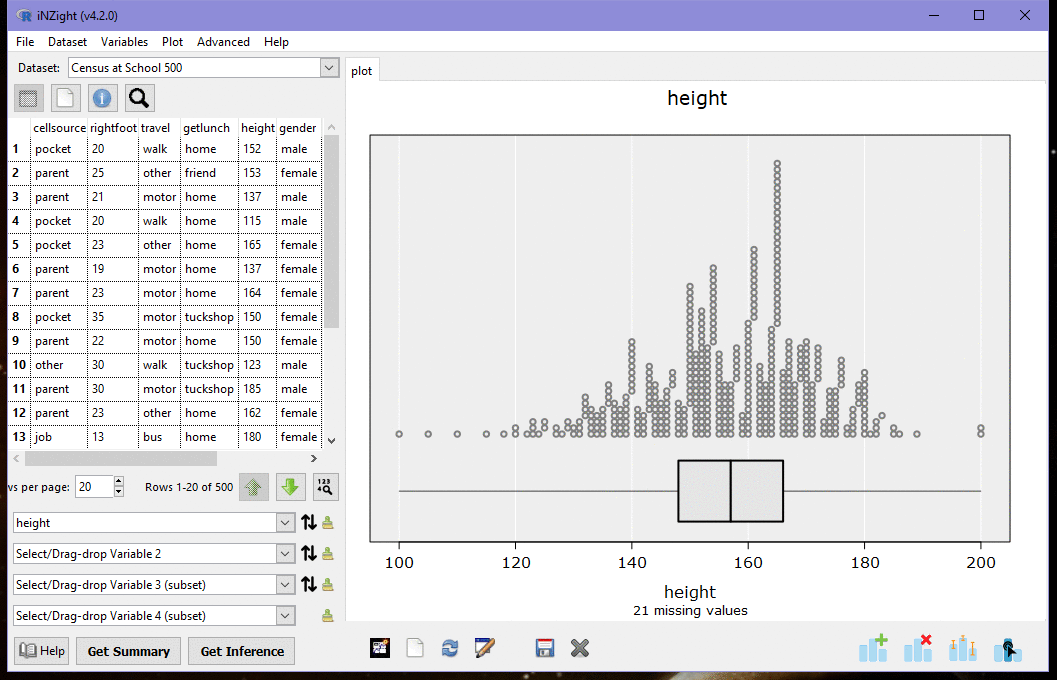 iNZight (v4.2.0)
File Dataset Variables Plot Advanced Help
Dataset: Census at School 500
plot
cellsource rightfoot travel getlunch height gender
1 pocket 20 walk home 152 male
2 parent 25 other friend 153 female
3 parent 21 motor home 137 male
4 pocket 20 walk home 115 male
5 pocket 23 other home 165 female
6 parent 19 motor home 137 female
7 parent 23 motor home 164 female
8 pocket 35 motor tuckshop 150 female
9 parent 22 motor home 150 female
10 other 30 walk tuckshop 123 male
11 parent 30 motor tuckshop 185 male
12 parent 23 other home 162 female
13 job 13 bus home 180 female
vs per page: 20 Rows 1-20 of 500 123
4
height
Select/Drag-drop Variable 2
Select/Drag-drop Variable 3 (subset)
Select/Drag-drop Variable 4 (subset)
Help Get Summary Get Inference
height
100 120 140 160 180 200
height
21 missing values